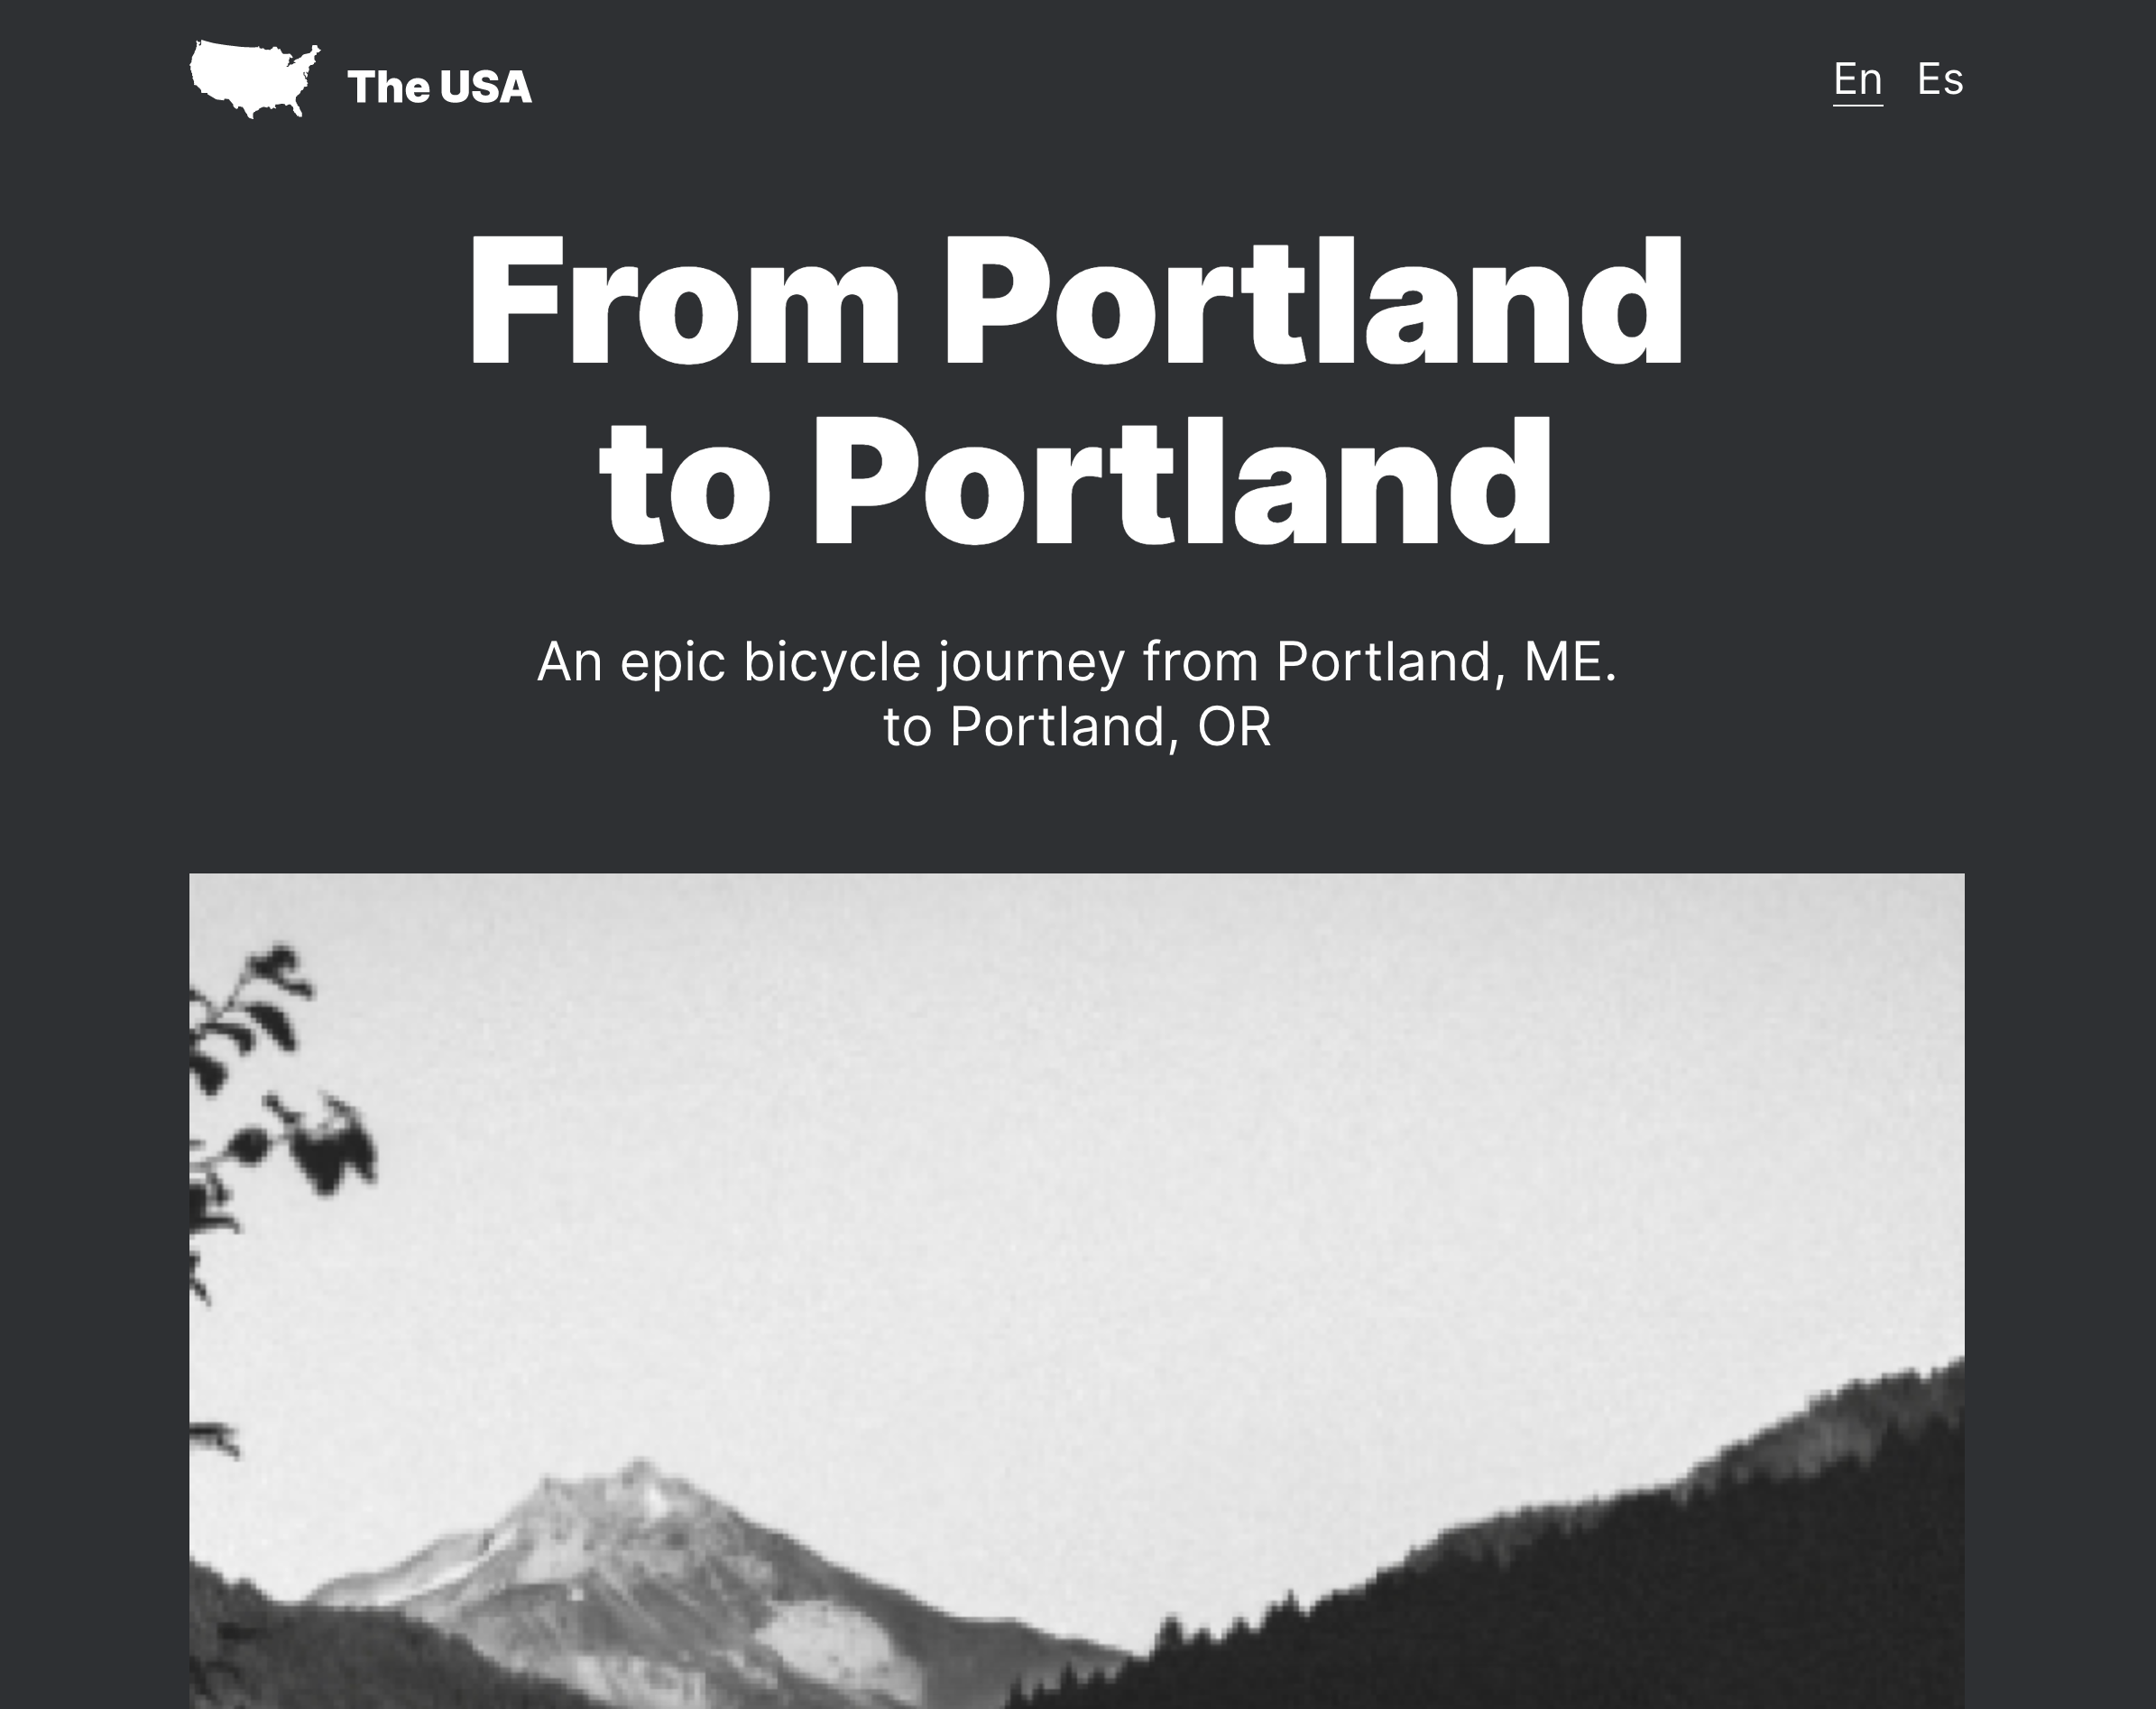 The USA
En Es
From Portland
to Portland
An epic bicycle journey from Portland, ME.
to Portland, OR